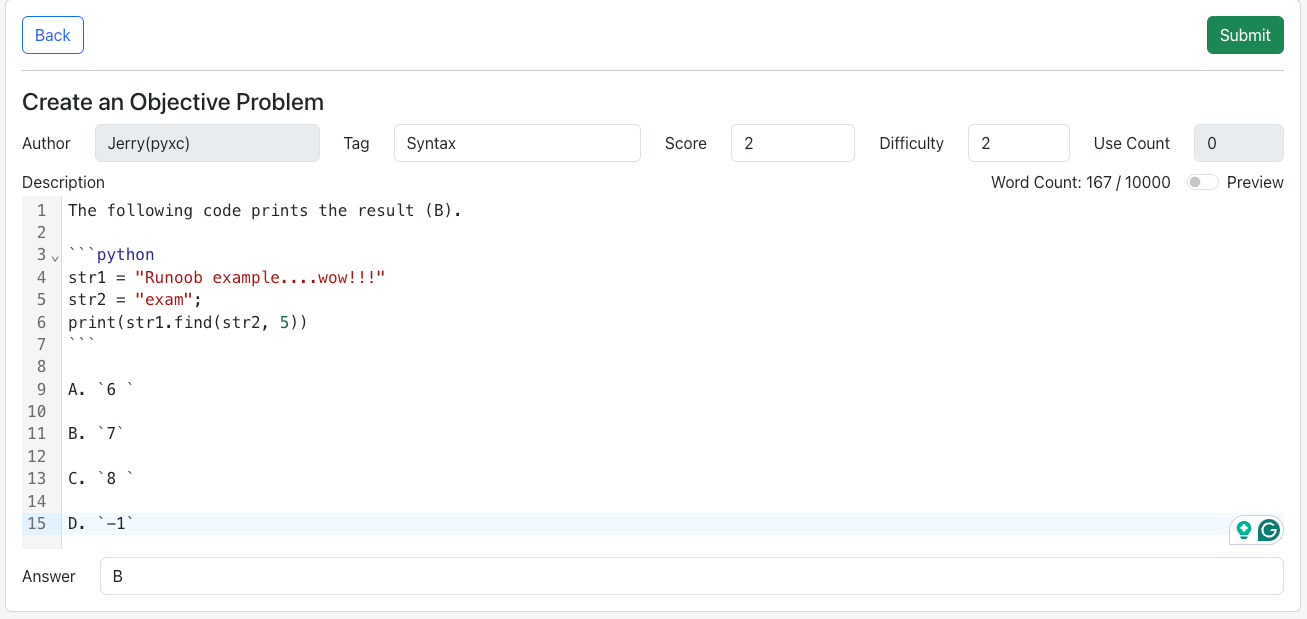 Back Submit
Create an Objective Problem
Author Jerry(pyxc) Tag Syntax Score 2 Difficulty 2 Use Count 0
Description Word Count: 167 / 10000 Preview
1 The following code prints the result (B).
2
3 ```python
4 str1 = "Runoob example....wow!!!"
5 str2 = "exam";
6 print(str1.find(str2, 5))
7 ```
8
9 A. `6 `
10
11 B. `7`
12
13 C. `8 `
14
15 D. `-1`
Answer B